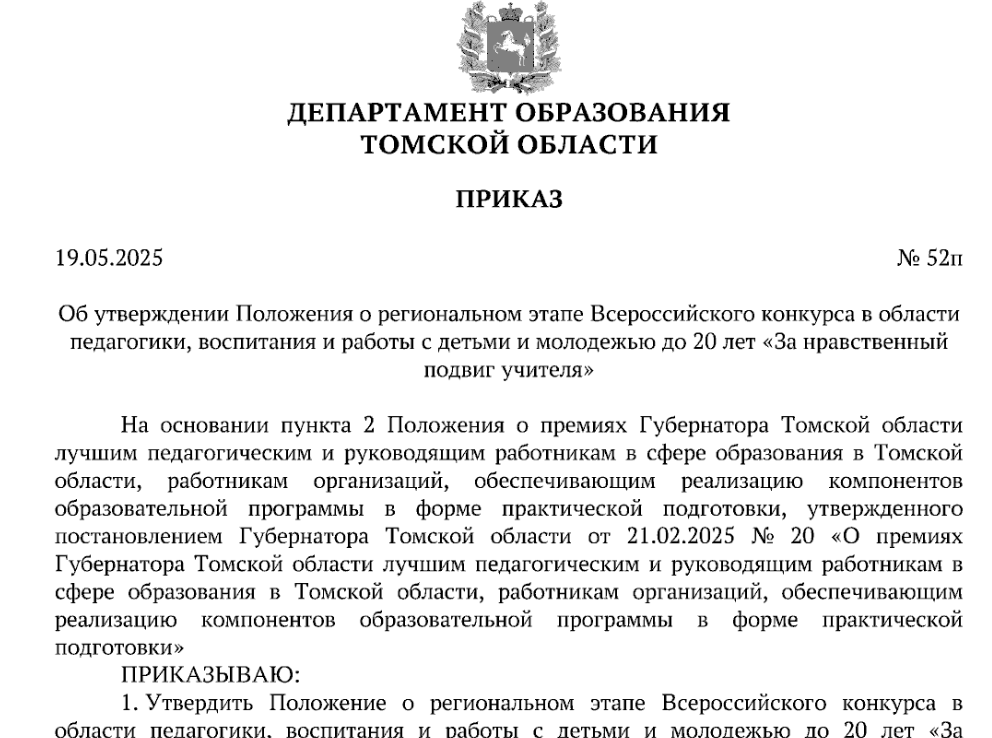 ДЕПАРТАМЕНТ ОБРАЗОВАНИЯ
ТОМСКОЙ ОБЛАСТИ
ПРИКАЗ
19.05.2025
№ 52п
Об утверждении Положения о региональном этапе Всероссийского конкурса в области
педагогики, воспитания и работы с детьми и молодежью до 20 лет «За нравственный
подвиг учителя»
На основании пункта 2 Положения о премиях Губернатора Томской области
лучшим педагогическим и руководящим работникам в сфере образования в Томской
области, работникам организаций, обеспечивающим реализацию компонентов
образовательной программы в форме практической подготовки, утвержденного
постановлением Губернатора Томской области от 21.02.2025 № 20 «О премиях
Губернатора Томской области лучшим педагогическим и руководящим работникам в
сфере образования в Томской области, работникам организаций, обеспечивающим
реализацию компонентов образовательной программы в форме практической
подготовки»
ПРИКАЗЫВАЮ:
1. Утвердить Положение о региональном этапе Всероссийского конкурса в
области педагогики, воспитания и работы с детьми и молодежью до 20 лет «За